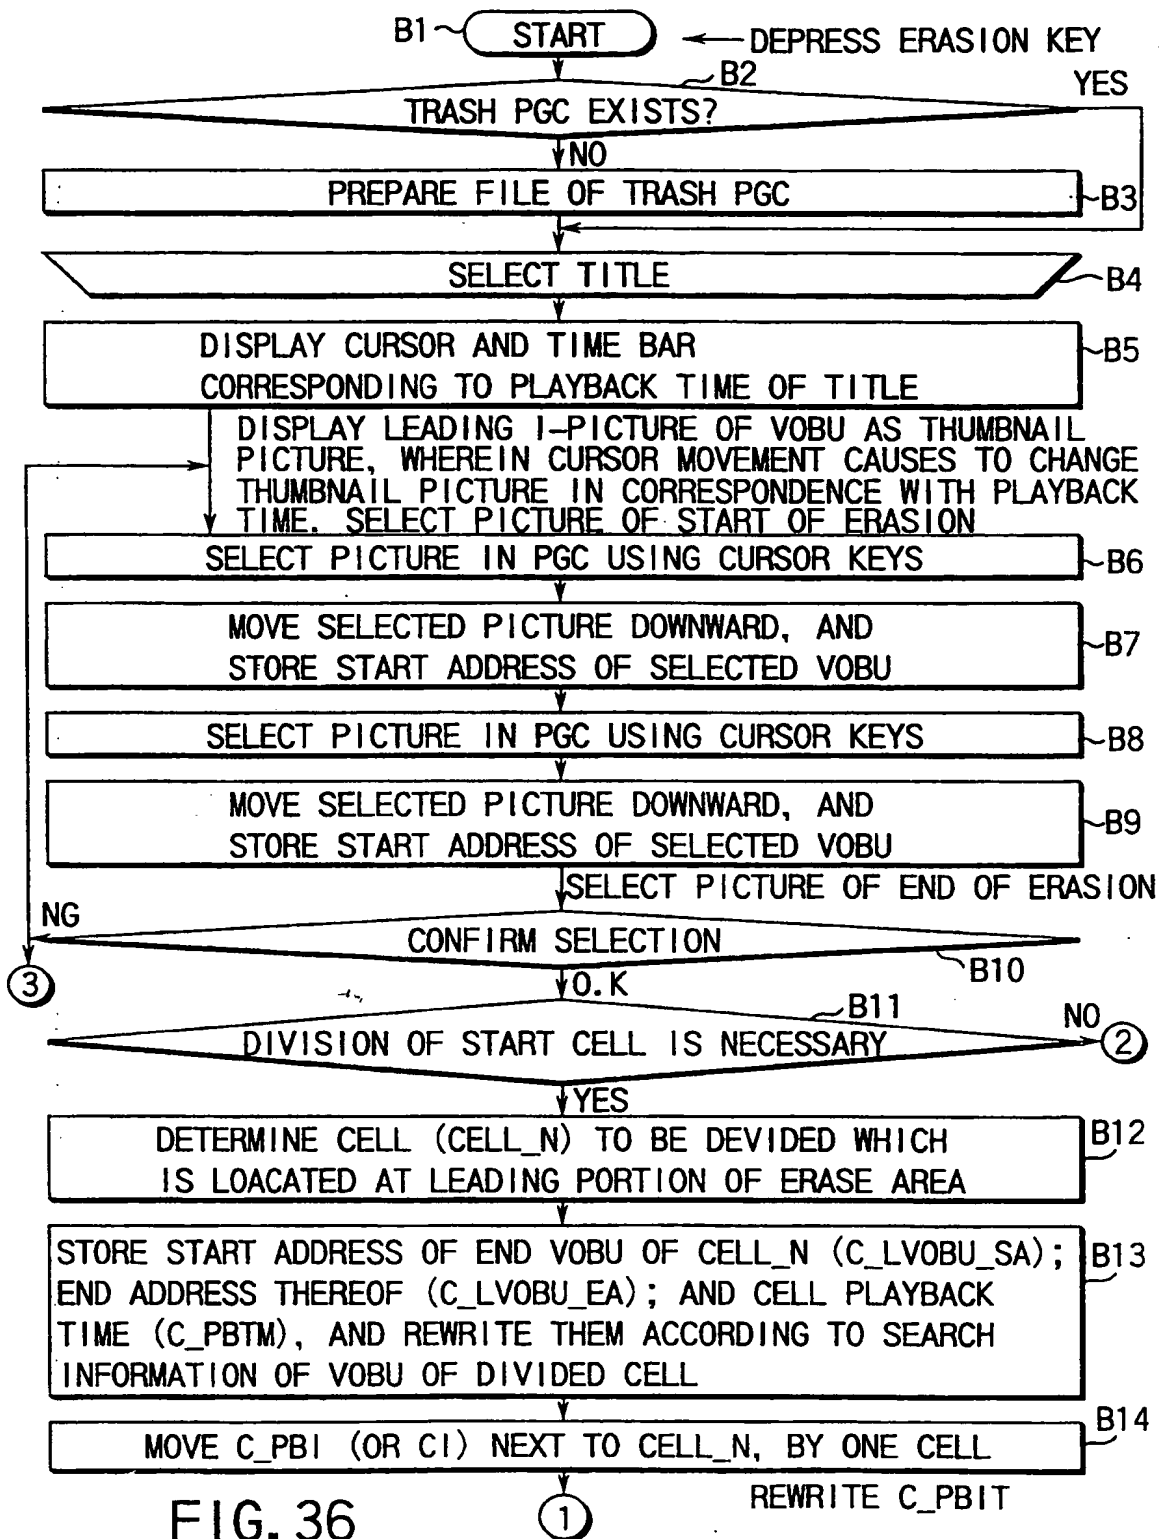 B1
START
DEPRESS ERASION KEY
B2
YES
TRASH PGC EXISTS?
NO
PREPARE FILE OF TRASH PGC
B3
SELECT TITLE
B4
DISPLAY CURSOR AND TIME BAR
CORRESPONDING TO PLAYBACK TIME OF TITLE
B5
DISPLAY LEADING I-PICTURE OF VOBU AS THUMBNAIL
PICTURE, WHEREIN CURSOR MOVEMENT CAUSES TO CHANGE
THUMBNAIL PICTURE IN CORRESPONDENCE WITH PLAYBACK
TIME. SELECT PICTURE OF START OF ERASION
SELECT PICTURE IN PGC USING CURSOR KEYS
B6
MOVE SELECTED PICTURE DOWNWARD, AND
STORE START ADDRESS OF SELECTED VOBU
B7
SELECT PICTURE IN PGC USING CURSOR KEYS
B8
MOVE SELECTED PICTURE DOWNWARD, AND
STORE START ADDRESS OF SELECTED VOBU
B9
SELECT PICTURE OF END OF ERASION
NG
CONFIRM SELECTION
B10
3
O.K
B11
NO
DIVISION OF START CELL IS NECESSARY
2
YES
DETERMINE CELL (CELL_N) TO BE DEVIDED WHICH
IS LOACATED AT LEADING PORTION OF ERASE AREA
B12
STORE START ADDRESS OF END VOBU OF CELL_N (C_LVOBU_SA);
END ADDRESS THEREOF (C_LVOBU_EA); AND CELL PLAYBACK
TIME (C_PBTM), AND REWRITE THEM ACCORDING TO SEARCH
INFORMATION OF VOBU OF DIVIDED CELL
B13
MOVE C_PBI (OR CI) NEXT TO CELL_N, BY ONE CELL
B14
REWRITE C_PBIT
1
FIG. 36